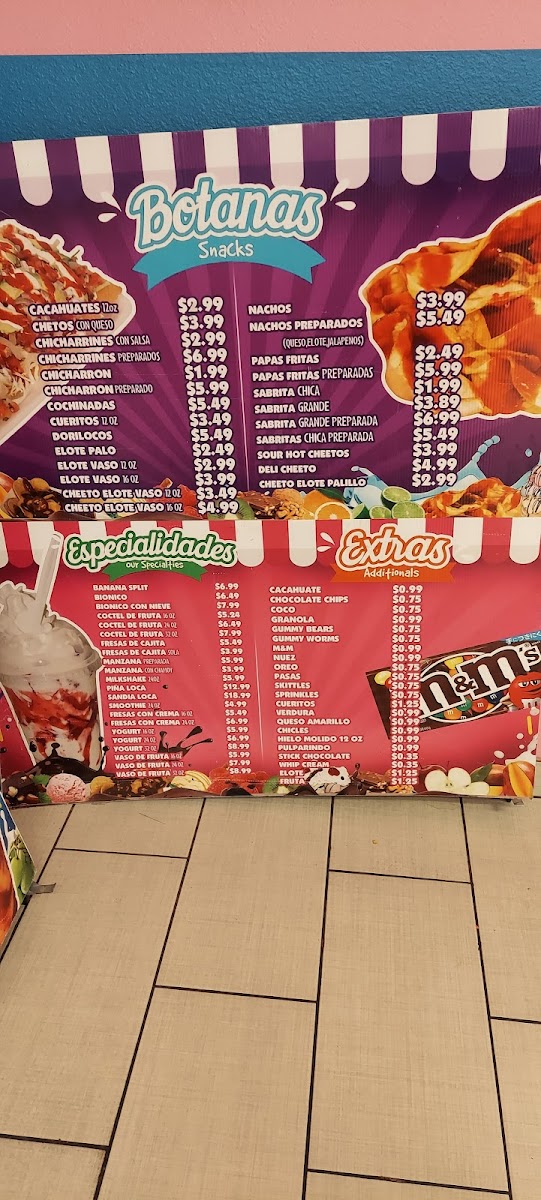 Botanas
Snacks
CACAHUATES 12oz $2.99
CHETOS CON QUESO $3.99
CHICHARRINES CON SALSA $2.99
CHICHARRINES PREPARADOS $6.99
CHICHARRON $1.99
CHICHARRON PREPARADO $5.99
COCHINADAS $5.49
CUERITOS 12 OZ $3.49
DORILOCOS $5.49
ELOTE PALO $2.49
ELOTE VASO 12 OZ $2.99
ELOTE VASO 16 OZ $3.99
CHEETO ELOTE VASO 12 OZ $3.49
CHEETO ELOTE VASO 16 OZ $4.99
NACHOS $3.99
NACHOS PREPARADOS $5.49
(QUESO,ELOTE,JALAPENOS)
PAPAS FRITAS $2.49
PAPAS FRITAS PREPARADAS $5.99
SABRITA CHICA $1.99
SABRITA GRANDE $3.89
SABRITA GRANDE PREPARADA $6.99
SABRITAS CHICA PREPARADA $5.49
SOUR HOT CHEETOS $3.99
DELI CHEETO $4.99
CHEETO ELOTE PALILLO $2.99
Especialidades
our Specialties
BANANA SPLIT $6.99
BIONICO $6.49
BIONICO CON NIEVE $7.99
COCTEL DE FRUTA 16 OZ $5.24
COCTEL DE FRUTA 24 OZ $6.49
COCTEL DE FRUTA 32 OZ $7.99
FRESAS DE CAJITA $5.49
FRESAS DE CAJITA SOLA $3.99
MANZANA PREPARADA $5.99
MANZANA CON CHAMOY $3.99
MILKSHAKE 24OZ $5.99
PIÑA LOCA $12.99
SANDIA LOCA $18.99
SMOOTHIE 24 OZ $4.99
FRESAS CON CREMA 16 OZ $5.49
FRESAS CON CREMA 24 OZ $6.99
YOGURT 16 OZ $5.99
YOGURT 24 OZ $6.99
YOGURT 32 OZ $8.99
VASO DE FRUTA 16 OZ $5.99
VASO DE FRUTA 24 OZ $7.99
VASO DE FRUTA 32 OZ $8.99
Extras
Additionals
CACAHUATE $0.99
CHOCOLATE CHIPS $0.75
COCO $0.75
GRANOLA $0.99
GUMMY BEARS $0.75
GUMMY WORMS $0.75
M&M $0.99
NUEZ $0.99
OREO $0.75
PASAS $0.75
SKITTLES $0.75
SPRINKLES $0.75
CUERITOS $1.25
VERDURA $0.99
QUESO AMARILLO $0.99
CHICLES $0.99
HIELO MOLIDO 12 OZ $0.99
PULPARINDO $0.99
STICK CHOCOLATE $0.35
WHIP CREAM $0.35
ELOTE $1.25
FRUTA $1.25
m&m's